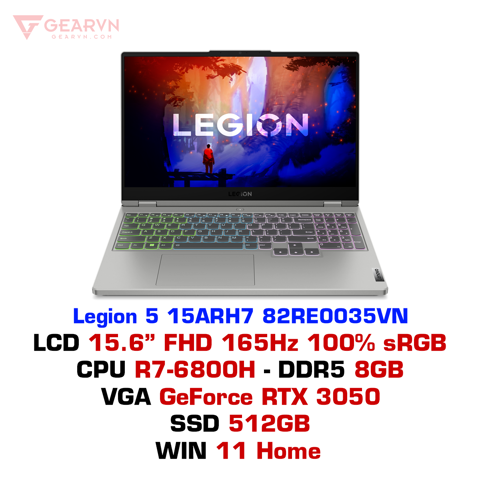 GEARVN
GEARVN.COM
LEGION
LEGION
Legion 5 15ARH7 82RE0035VN
LCD 15.6” FHD 165Hz 100% sRGB
CPU R7-6800H - DDR5 8GB
VGA GeForce RTX 3050
SSD 512GB
WIN 11 Home